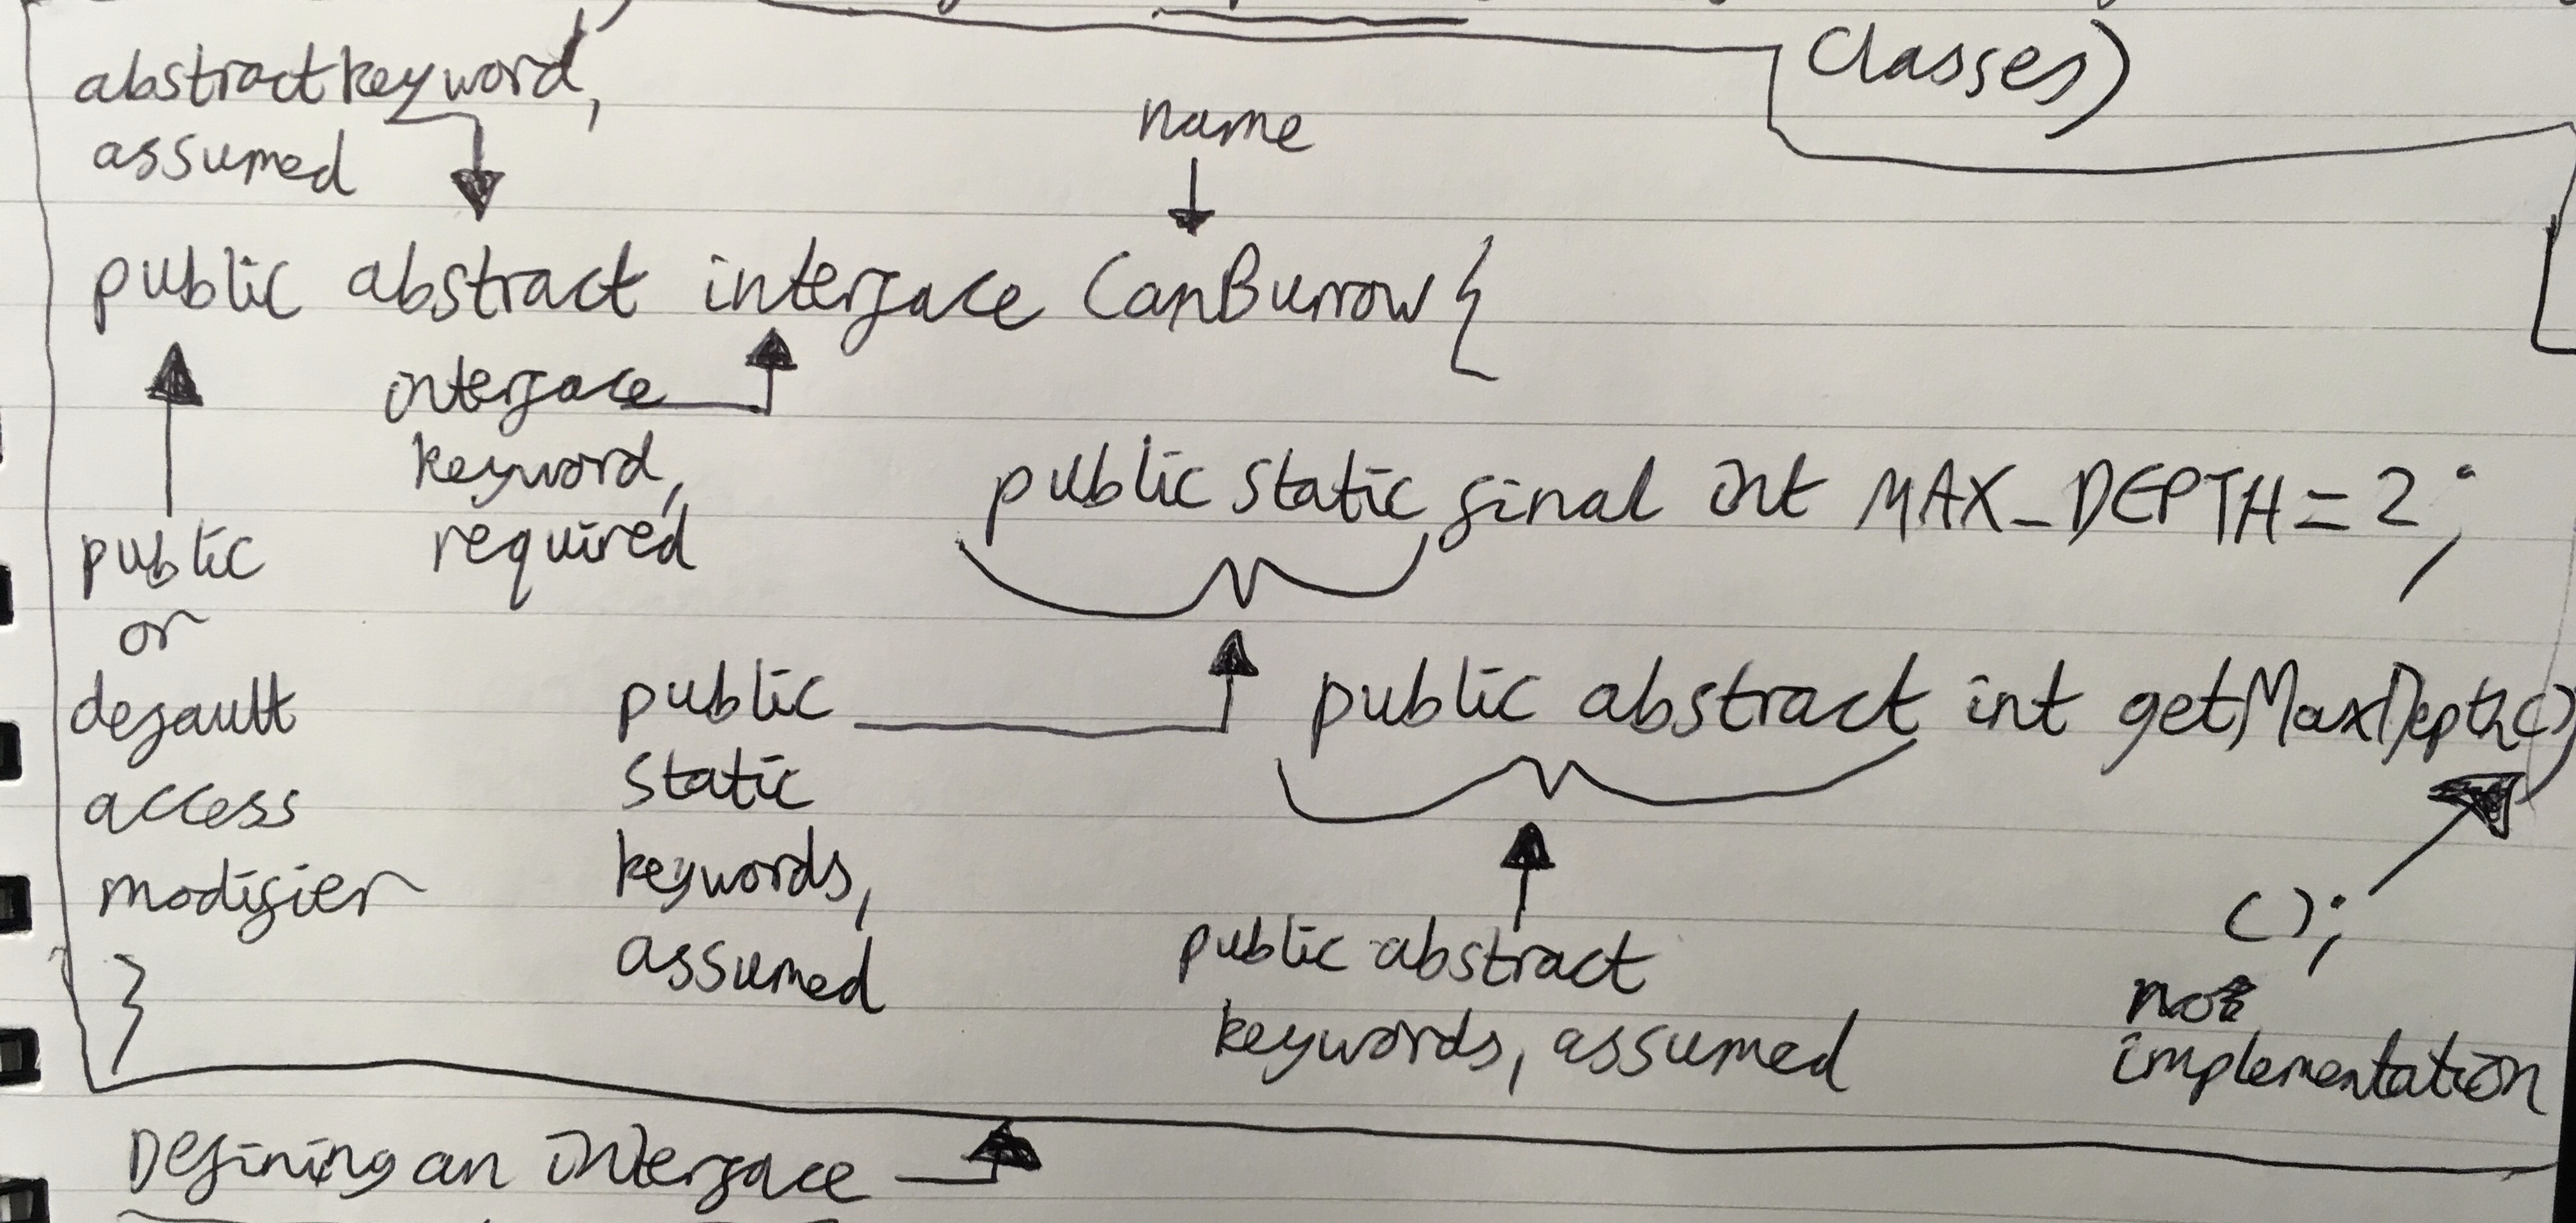 Classes)
abstract keyword,
assumed
name
public abstract interface CanBurrow {
interface
keyword,
required
public
or
default
access
modifier
public static final int MAX_DEPTH = 2;
public
static
keywords,
assumed
public abstract int getMaxDepth()
public abstract
keywords, assumed
();
not
implementation
}
Defining an interface